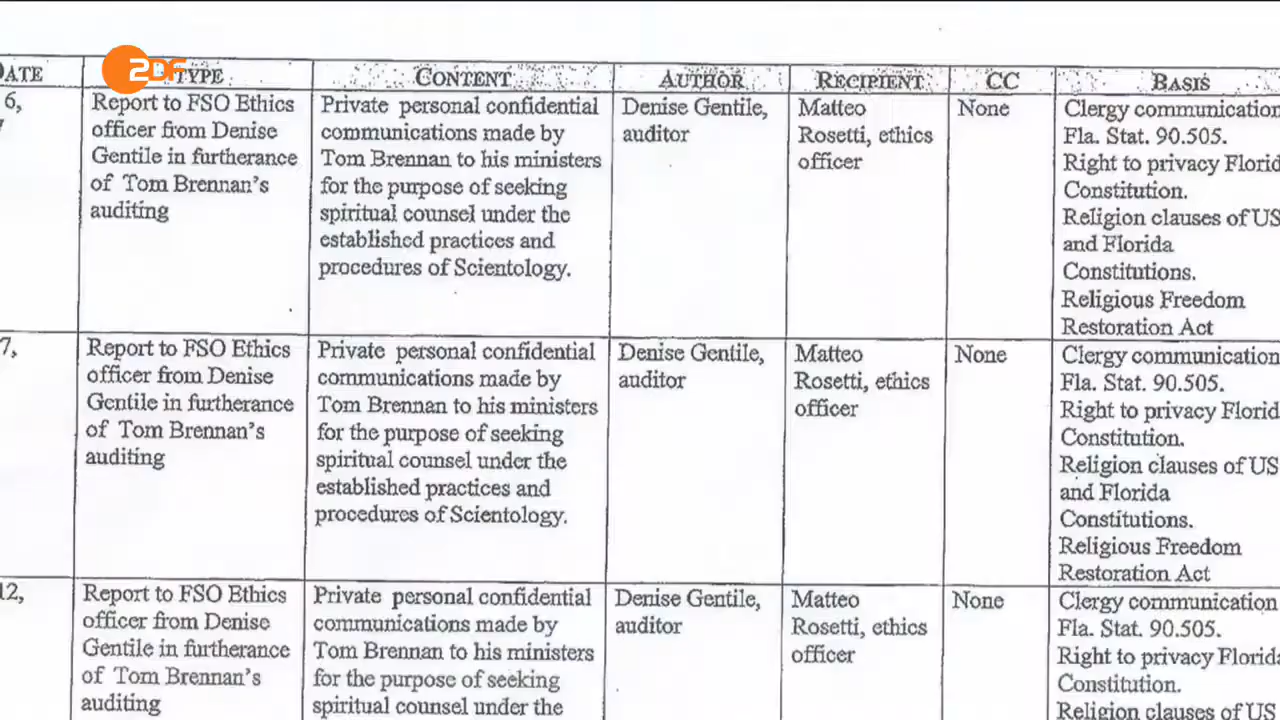 ZDF
DATE TYPE CONTENT AUTHOR RECIPIENT CC BASIS
6,
Report to FSO Ethics
officer from Denise
Gentile in furtherance
of Tom Brennan's
auditing
Private personal confidential
communications made by
Tom Brennan to his ministers
for the purpose of seeking
spiritual counsel under the
established practices and
procedures of Scientology.
Denise Gentile,
auditor
Matteo
Rosetti, ethics
officer
None
Clergy communication
Fla. Stat. 90.505.
Right to privacy Florid
Constitution.
Religion clauses of US
and Florida
Constitutions.
Religious Freedom
Restoration Act
7,
Report to FSO Ethics
officer from Denise
Gentile in furtherance
of Tom Brennan's
auditing
Private personal confidential
communications made by
Tom Brennan to his ministers
for the purpose of seeking
spiritual counsel under the
established practices and
procedures of Scientology.
Denise Gentile,
auditor
Matteo
Rosetti, ethics
officer
None
Clergy communication
Fla. Stat. 90.505.
Right to privacy Florid
Constitution.
Religion clauses of US
and Florida
Constitutions.
Religious Freedom
Restoration Act
12,
Report to FSO Ethics
officer from Denise
Gentile in furtherance
of Tom Brennan's
auditing
Private personal confidential
communications made by
Tom Brennan to his ministers
for the purpose of seeking
spiritual counsel under the
Denise Gentile,
auditor
Matteo
Rosetti, ethics
officer
None
Clergy communication
Fla. Stat. 90.505.
Right to privacy Florida
Constitution.
Religion clauses of US